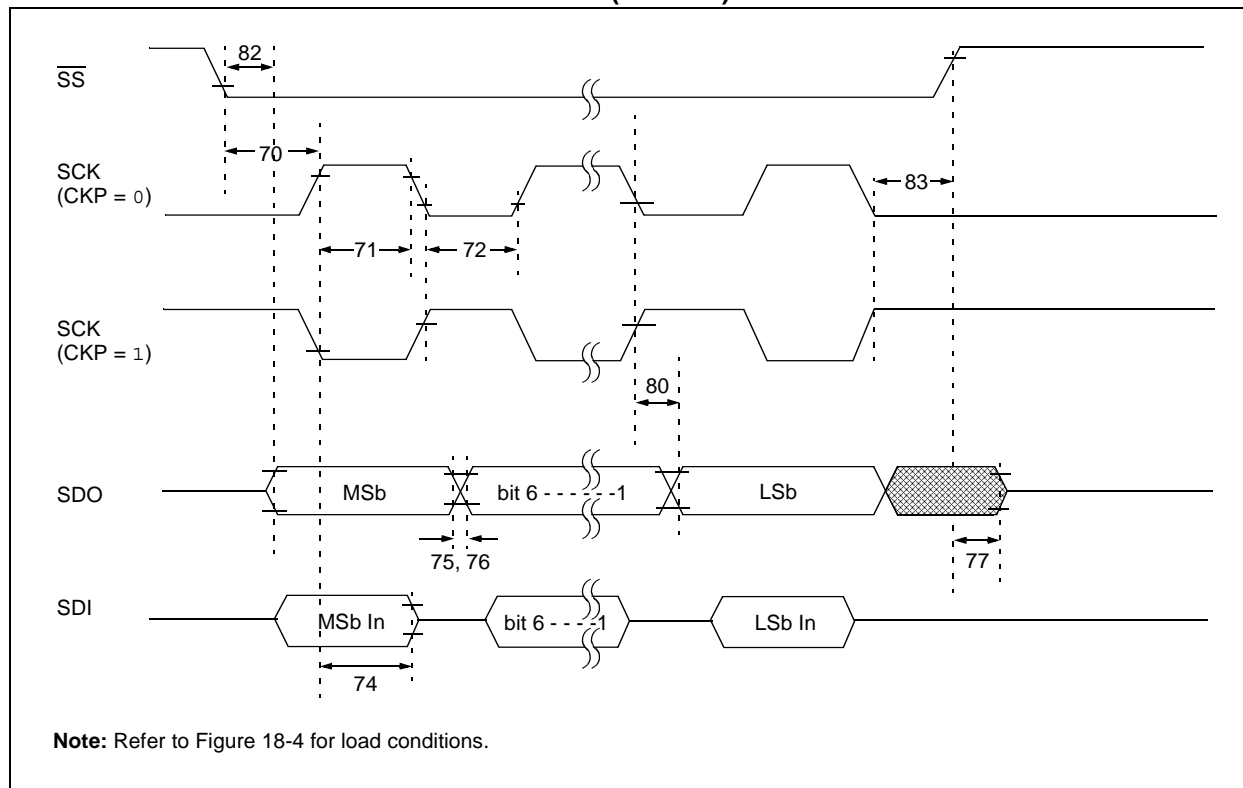 82
SS
70
SCK
(CKP = 0)
83
71
72
SCK
(CKP = 1)
80
SDO
MSb
bit 6 - - - - - -1
LSb
75, 76
77
SDI
MSb In
bit 6 - - - -1
LSb In
74
Note: Refer to Figure 18-4 for load conditions.